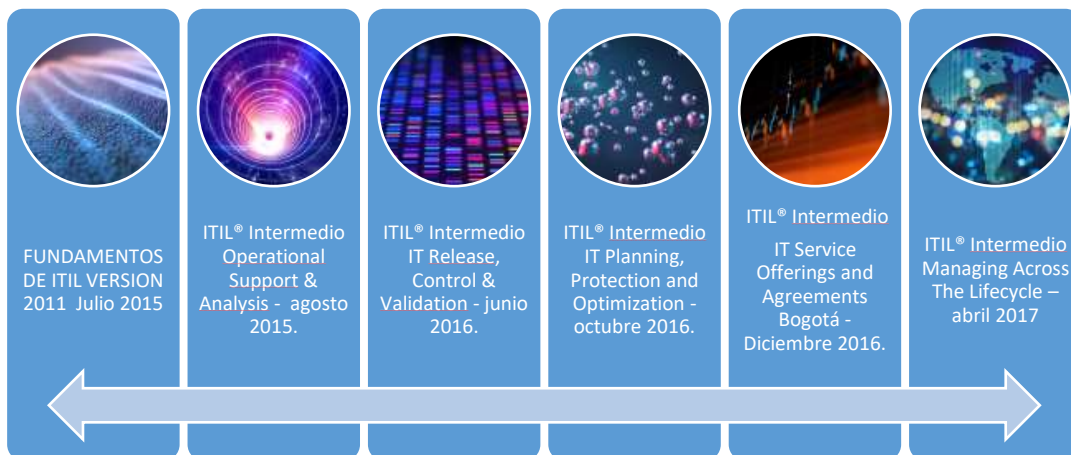 FUNDAMENTOS
DE ITIL VERSION
2011 Julio 2015
ITIL® Intermedio
Operational
Support &
Analysis - agosto
2015.
ITIL® Intermedio
IT Release,
Control &
Validation - junio
2016.
ITIL® Intermedio
IT Planning,
Protection and
Optimization -
octubre 2016.
ITIL® Intermedio
IT Service
Offerings and
Agreements
Bogotá -
Diciembre 2016.
ITIL® Intermedio
Managing Across
The Lifecycle –
abril 2017